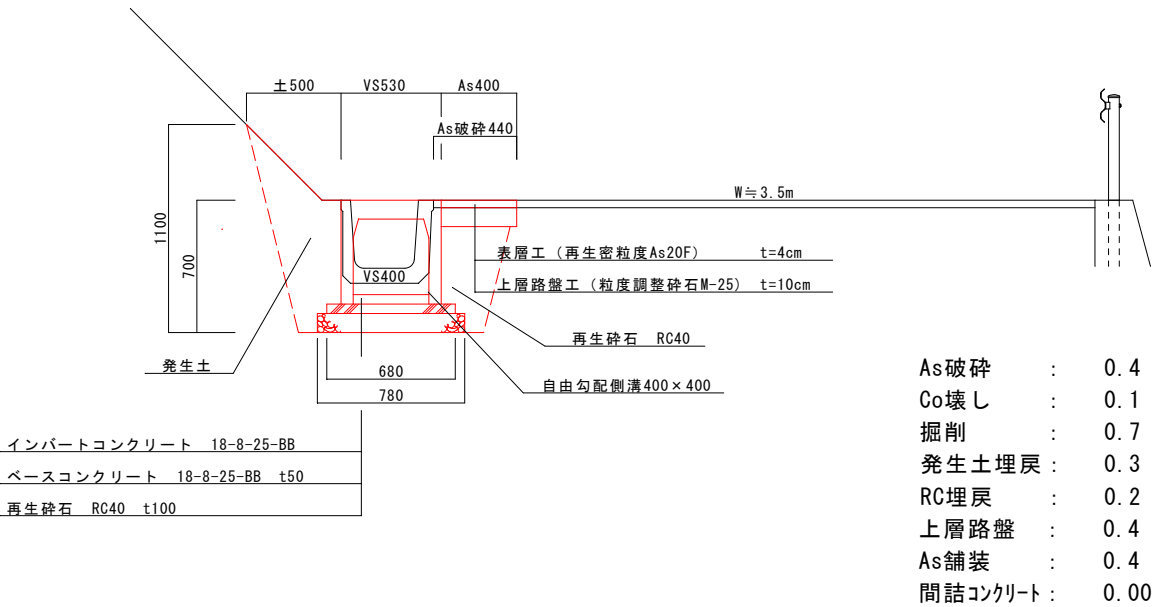 土500 VS530 As400
As破砕440
W≒3.5m
1100
700
表層工（再生密粒度As20F） t=4cm
VS400
上層路盤工（粒度調整砕石M-25） t=10cm
再生砕石 RC40
発生土
680
自由勾配側溝400×400
780
インバートコンクリート 18-8-25-BB
ベースコンクリート 18-8-25-BB t50
再生砕石 RC40 t100
As破砕 : 0.4
Co壊し : 0.1
掘削 : 0.7
発生土埋戻 : 0.3
RC埋戻 : 0.2
上層路盤 : 0.4
As舗装 : 0.4
間詰コンクリート : 0.00